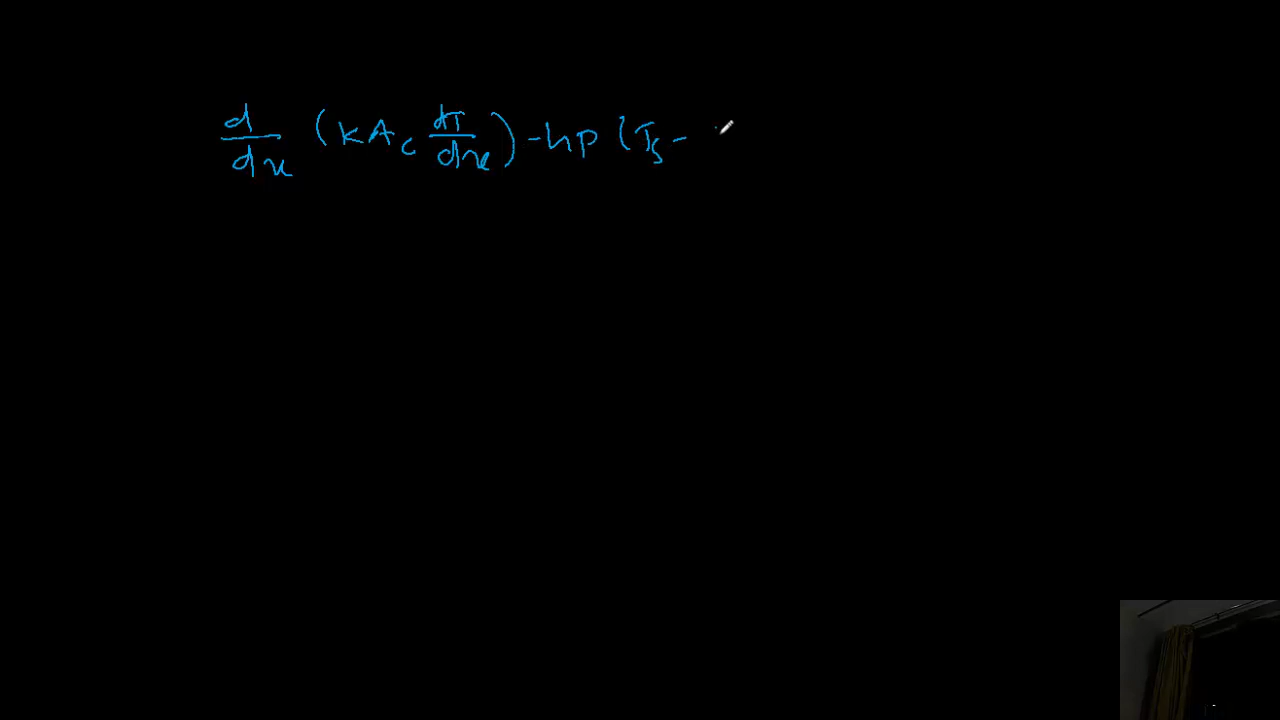 d/dx (kA_c dT/dx) - hp (T_s -